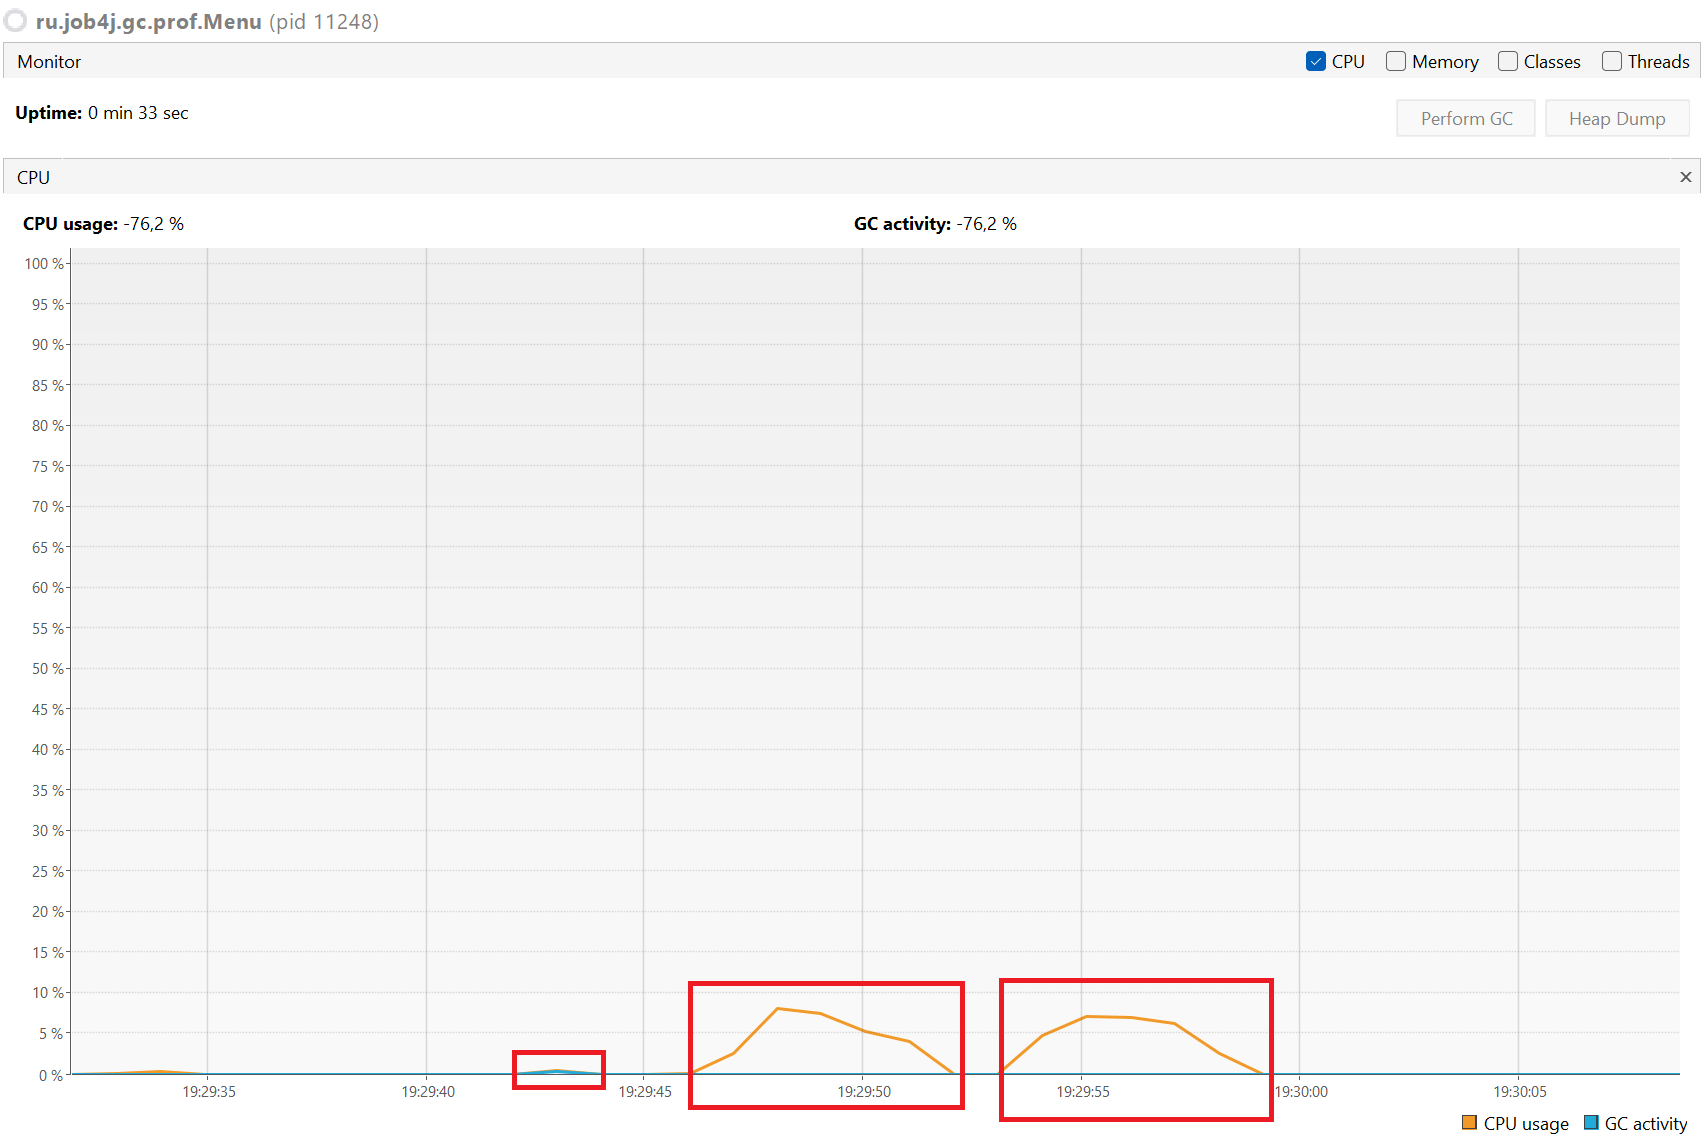 ru.job4j.gc.prof.Menu (pid 11248)
Monitor
CPU
Memory
Classes
Threads
Uptime: 0 min 33 sec
Perform GC
Heap Dump
CPU
CPU usage: -76,2 %
GC activity: -76,2 %
100 %
95 %
90 %
85 %
80 %
75 %
70 %
65 %
60 %
55 %
50 %
45 %
40 %
35 %
30 %
25 %
20 %
15 %
10 %
5 %
0 %
19:29:35
19:29:40
19:29:45
19:29:50
19:29:55
19:30:00
19:30:05
CPU usage
GC activity